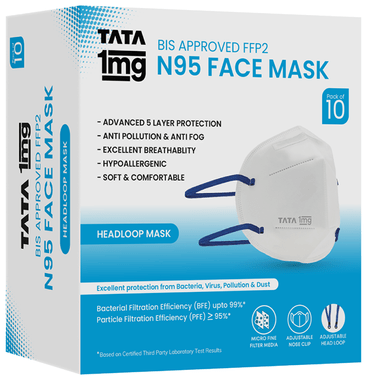 TATA
1mg
BIS APPROVED FFP2
N95 FACE MASK
Pack of
10
- ADVANCED 5 LAYER PROTECTION
- ANTI POLLUTION & ANTI FOG
- EXCELLENT BREATHABLITY
- HYPOALLERGENIC
- SOFT & COMFORTABLE
HEADLOOP MASK
TATA 1mg
Excellent protection from Bacteria, Virus, Pollution & Dust
Bacterial Filtration Efficiency (BFE) upto 99%*
Particle Filtration Efficiency (PFE) ≥ 95%*
*Based on Certified Third Party Laboratory Test Results
MICRO FINE
FILTER MEDIA
ADJUSTABLE
NOSE CLIP
ADJUSTABLE
HEAD LOOP
Pack of
10
TATA 1mg
BIS APPROVED FFP2
N95 FACE MASK
HEADLOOP MASK